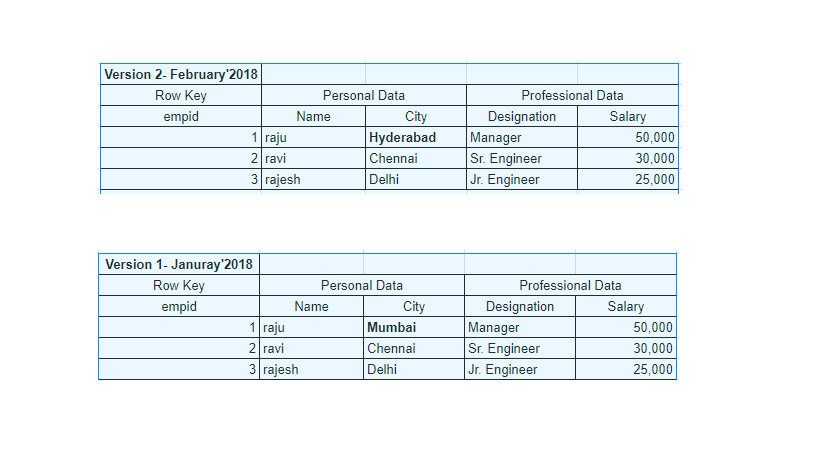 Version 2- February'2018
Row Key Personal Data Professional Data
empid Name City Designation Salary
1 raju Hyderabad Manager 50,000
2 ravi Chennai Sr. Engineer 30,000
3 rajesh Delhi Jr. Engineer 25,000
Version 1- Januray'2018
Row Key Personal Data Professional Data
empid Name City Designation Salary
1 raju Mumbai Manager 50,000
2 ravi Chennai Sr. Engineer 30,000
3 rajesh Delhi Jr. Engineer 25,000